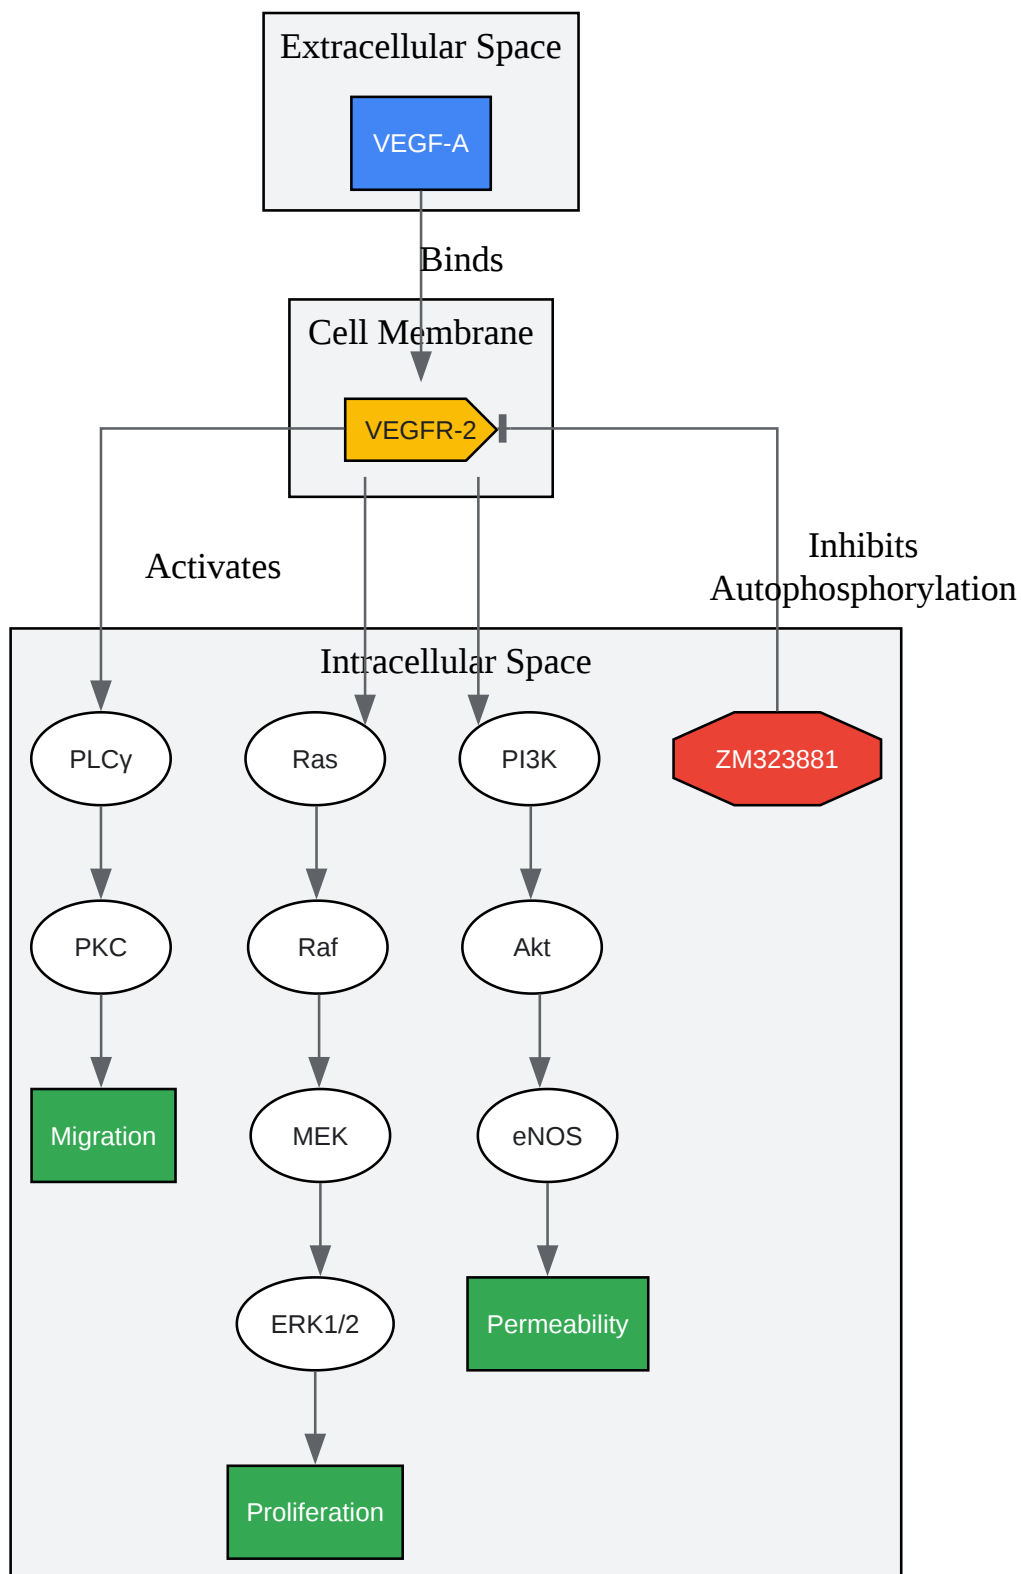 Extracellular Space
VEGF-A
Binds
Cell Membrane
VEGFR-2
Activates
Inhibits
Autophosphorylation
Intracellular Space
PLCγ
Ras
PI3K
ZM323881
PKC
Raf
Akt
Migration
MEK
eNOS
ERK1/2
Permeability
Proliferation